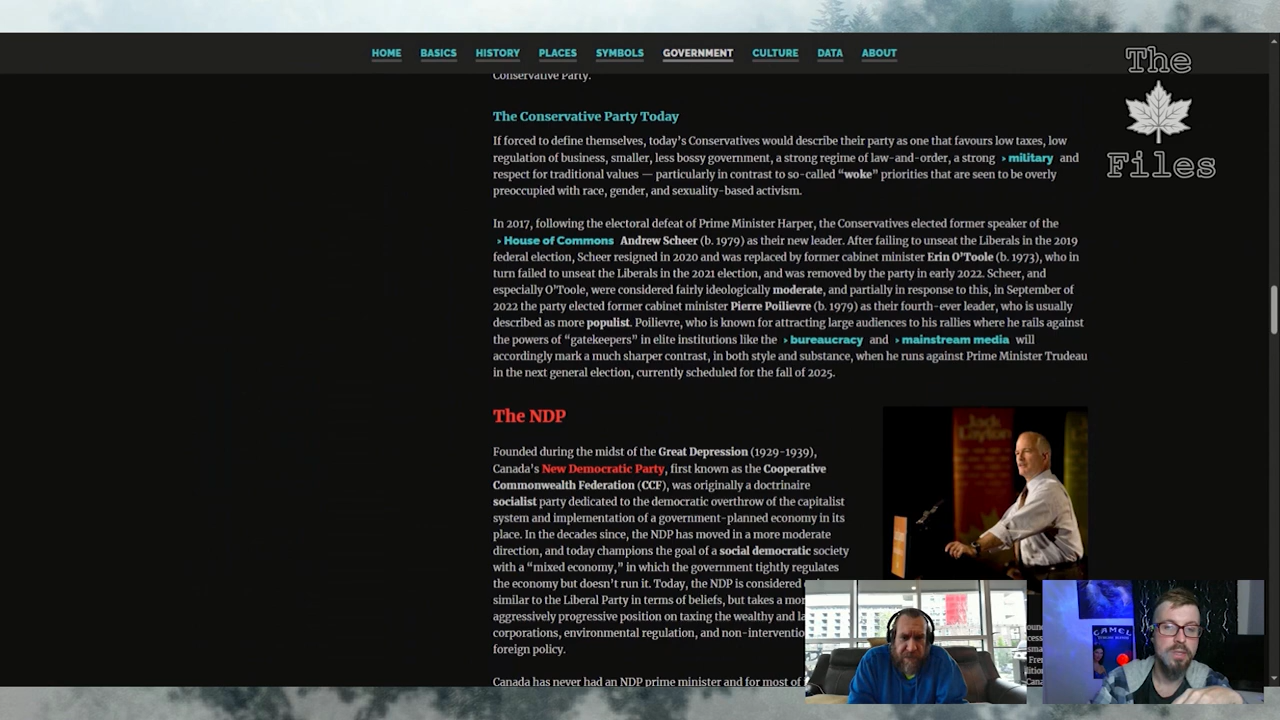 HOME BASICS HISTORY PLACES SYMBOLS GOVERNMENT CULTURE DATA ABOUT
The
Files
Conservative Party.
The Conservative Party Today
If forced to define themselves, today's Conservatives would describe their party as one that favours low taxes, low
regulation of business, smaller, less bossy government, a strong regime of law-and-order, a strong › military and
respect for traditional values — particularly in contrast to so-called “woke” priorities that are seen to be overly
preoccupied with race, gender, and sexuality-based activism.
In 2017, following the electoral defeat of Prime Minister Harper, the Conservatives elected former speaker of the
› House of Commons Andrew Scheer (b. 1979) as their new leader. After failing to unseat the Liberals in the 2019
federal election, Scheer resigned in 2020 and was replaced by former cabinet minister Erin O’Toole (b. 1973), who in
turn failed to unseat the Liberals in the 2021 election, and was removed by the party in early 2022. Scheer, and
especially O’Toole, were considered fairly ideologically moderate, and partially in response to this, in September of
2022 the party elected former cabinet minister Pierre Poilievre (b. 1979) as their fourth-ever leader, who is usually
described as more populist. Poilievre, who is known for attracting large audiences to his rallies where he rails against
the powers of “gatekeepers” in elite institutions like the › bureaucracy and › mainstream media will
accordingly mark a much sharper contrast, in both style and substance, when he runs against Prime Minister Trudeau
in the next general election, currently scheduled for the fall of 2025.
The NDP
Founded during the midst of the Great Depression (1929-1939),
Canada’s New Democratic Party, first known as the Cooperative
Commonwealth Federation (CCF), was originally a doctrinaire
socialist party dedicated to the democratic overthrow of the capitalist
system and implementation of a government-planned economy in its
place. In the decades since, the NDP has moved in a more moderate
direction, and today champions the goal of a social democratic society
with a “mixed economy,” in which the government tightly regulates
the economy but doesn’t run it. Today, the NDP is considered
similar to the Liberal Party in terms of beliefs, but takes a
aggressively progressive position on taxing the wealthy and
corporations, environmental regulation, and
foreign policy.
Canada has never had an NDP prime minister and for most of
Jack
Layton
CAMEL